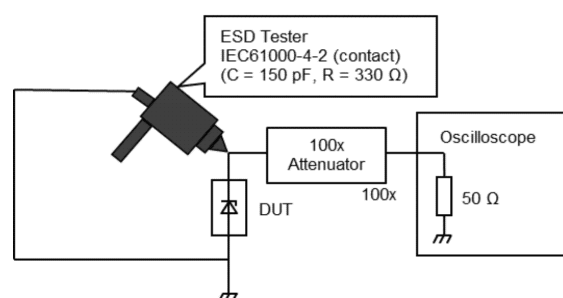 ESD Tester
IEC61000-4-2 (contact)
(C = 150 pF, R = 330 Ω)
100x
Attenuator
Oscilloscope
100x
50 Ω
DUT